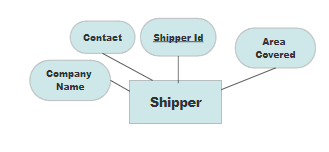 Contact
Shipper Id
Area
Covered
Company
Name
Shipper